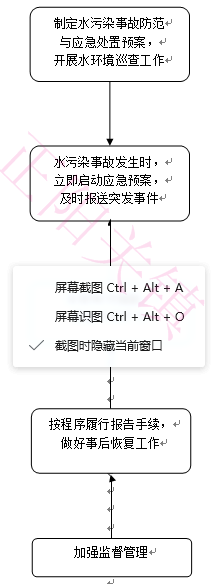 制定水污染事故防范
与应急处置预案，
开展水环境巡查工作
水污染事故发生时，
立即启动应急预案，
及时报送突发事件
屏幕截图 Ctrl + Alt + A
屏幕识图 Ctrl + Alt + O
截图时隐藏当前窗口
按程序履行报告手续，
做好事后恢复工作
加强监督管理
正阳关镇